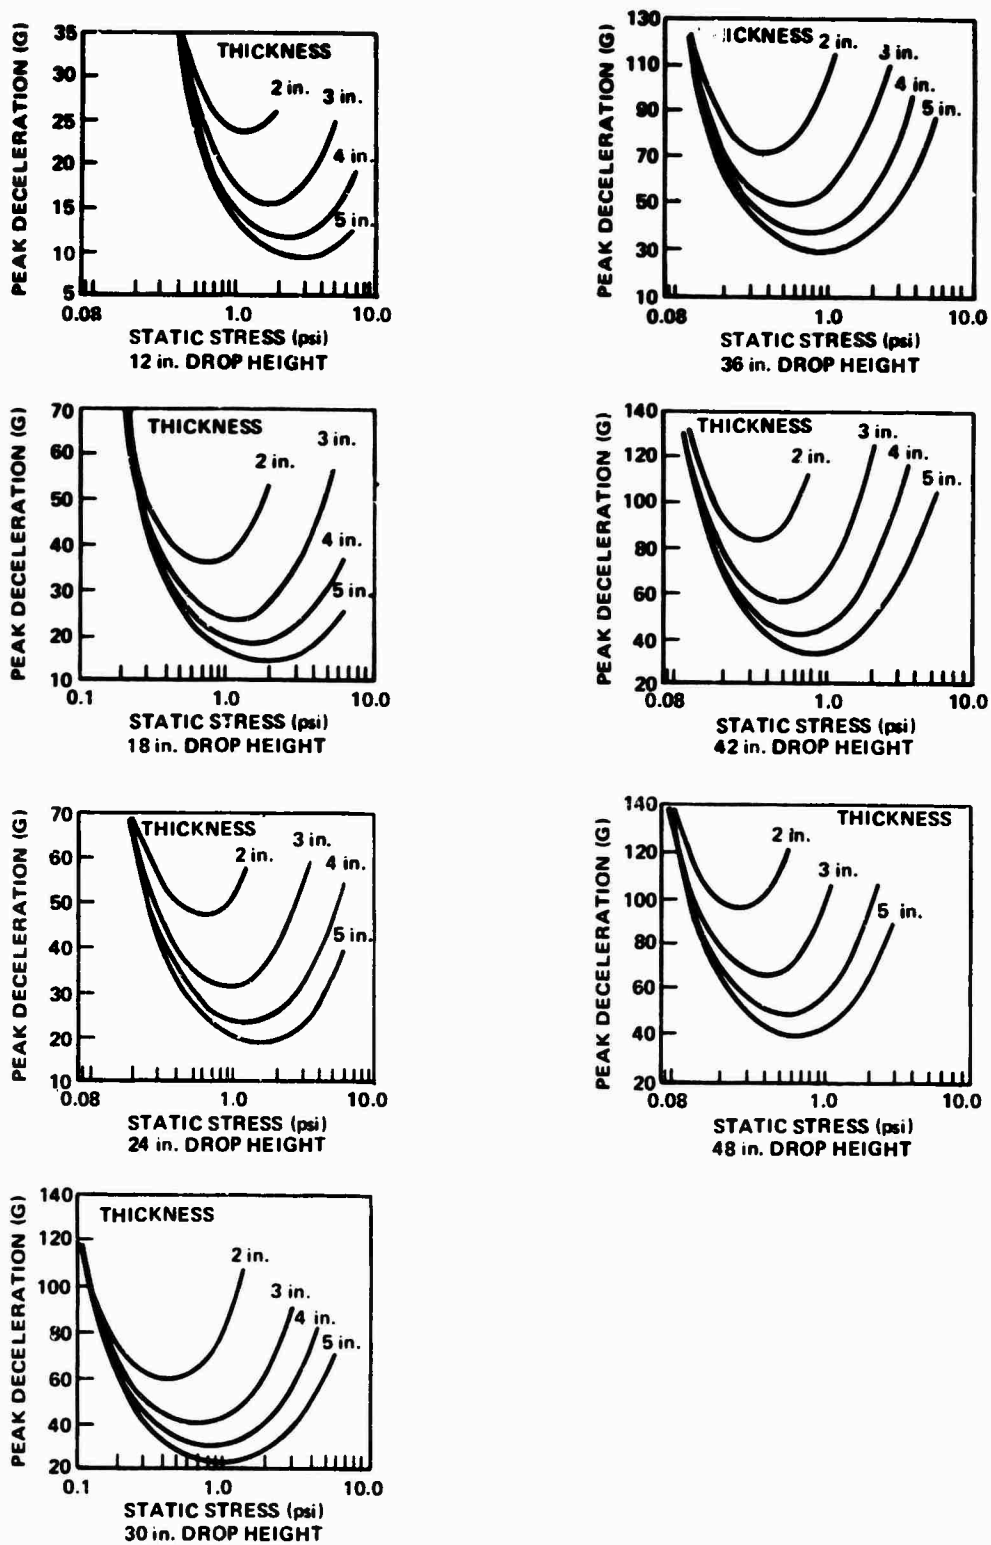 35
30
25
20
15
10
5
PEAK DECELERATION (G)
THICKNESS
2 in.
3 in.
4 in.
5 in.
0.08
1.0
10.0
STATIC STRESS (psi)
12 in. DROP HEIGHT
130
110
90
70
50
30
10
PEAK DECELERATION (G)
2 in.
3 in.
4 in.
5 in.
0.08
1.0
10.0
STATIC STRESS (psi)
36 in. DROP HEIGHT
70
60
50
40
30
20
10
PEAK DECELERATION (G)
THICKNESS
2 in.
3 in.
4 in.
5 in.
0.1
1.0
10.0
STATIC STRESS (psi)
18 in. DROP HEIGHT
140
120
100
80
60
40
20
PEAK DECELERATION (G)
THICKNESS
2 in.
3 in.
4 in.
5 in.
0.08
1.0
10.0
STATIC STRESS (psi)
42 in. DROP HEIGHT
70
60
50
40
30
20
10
PEAK DECELERATION (G)
THICKNESS
2 in.
3 in.
4 in.
5 in.
0.08
1.0
10.0
STATIC STRESS (psi)
24 in. DROP HEIGHT
140
120
100
80
60
40
20
PEAK DECELERATION (G)
THICKNESS
2 in.
3 in.
5 in.
0.08
1.0
10.0
STATIC STRESS (psi)
48 in. DROP HEIGHT
140
120
100
80
60
40
20
PEAK DECELERATION (G)
THICKNESS
2 in.
3 in.
4 in.
5 in.
0.1
1.0
10.0
STATIC STRESS (psi)
30 in. DROP HEIGHT